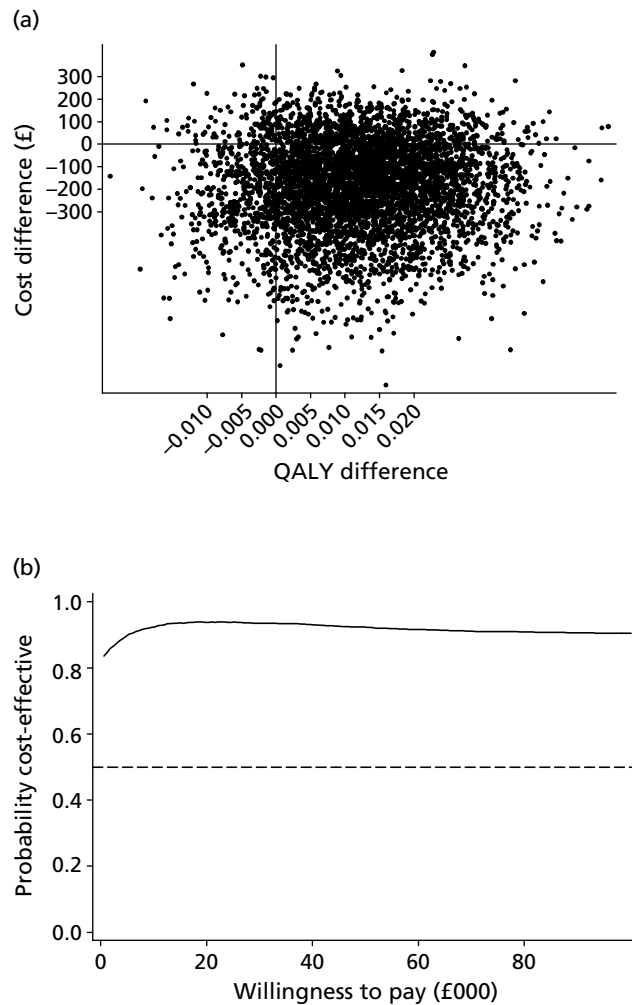 (a)
300
200
100
0
−100
−200
−300
Cost difference (£)
−0.010
−0.005
0.000
0.005
0.010
0.015
0.020
QALY difference
(b)
1.0
0.8
0.6
0.4
0.2
0.0
Probability cost-effective
0 20 40 60 80
Willingness to pay (£000)